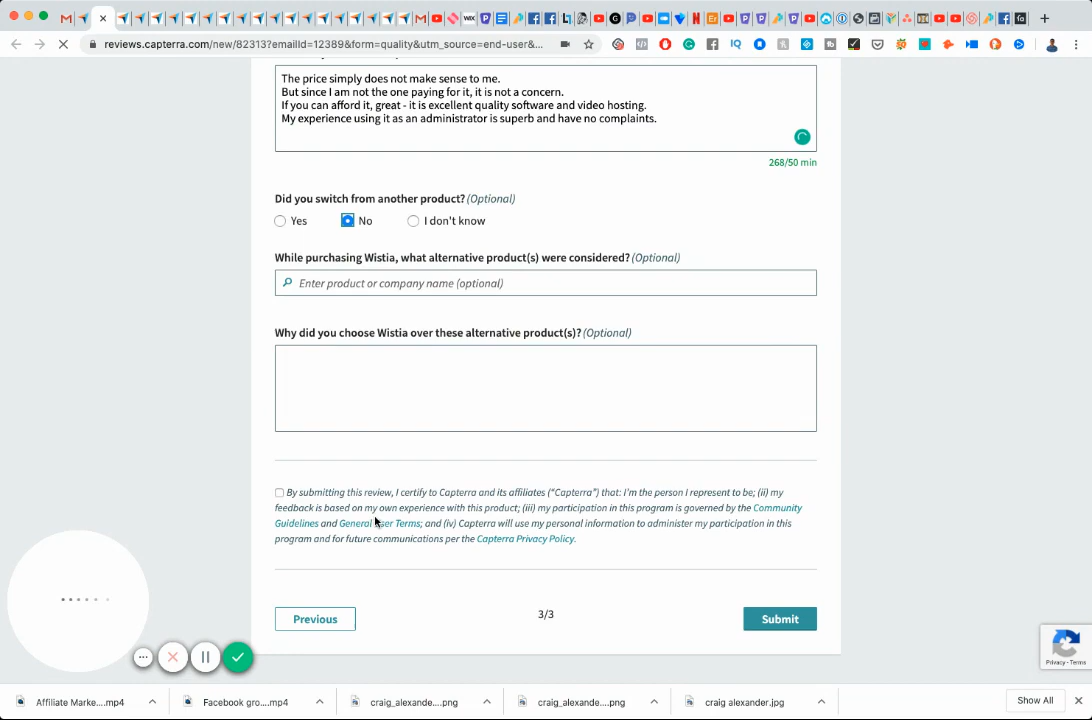 reviews.capterra.com/new/82313?emailId=12389&form=quality&utm_source=end-user&...
The price simply does not make sense to me.
But since I am not the one paying for it, it is not a concern.
If you can afford it, great - it is excellent quality software and video hosting.
My experience using it as an administrator is superb and have no complaints.
268/50 min
Did you switch from another product? (Optional)
Yes No I don't know
While purchasing Wistia, what alternative product(s) were considered? (Optional)
Enter product or company name (optional)
Why did you choose Wistia over these alternative product(s)? (Optional)
By submitting this review, I certify to Capterra and its affiliates (“Capterra”) that: I'm the person I represent to be; (ii) my
feedback is based on my own experience with this product; (iii) my participation in this program is governed by the Community
Guidelines and General User Terms; and (iv) Capterra will use my personal information to administer my participation in this
program and for future communications per the Capterra Privacy Policy.
Previous 3/3 Submit
Privacy - Terms
Affiliate Marke....mp4 Facebook gro....mp4 craig_alexande....png craig_alexande....png craig alexander.jpg Show All